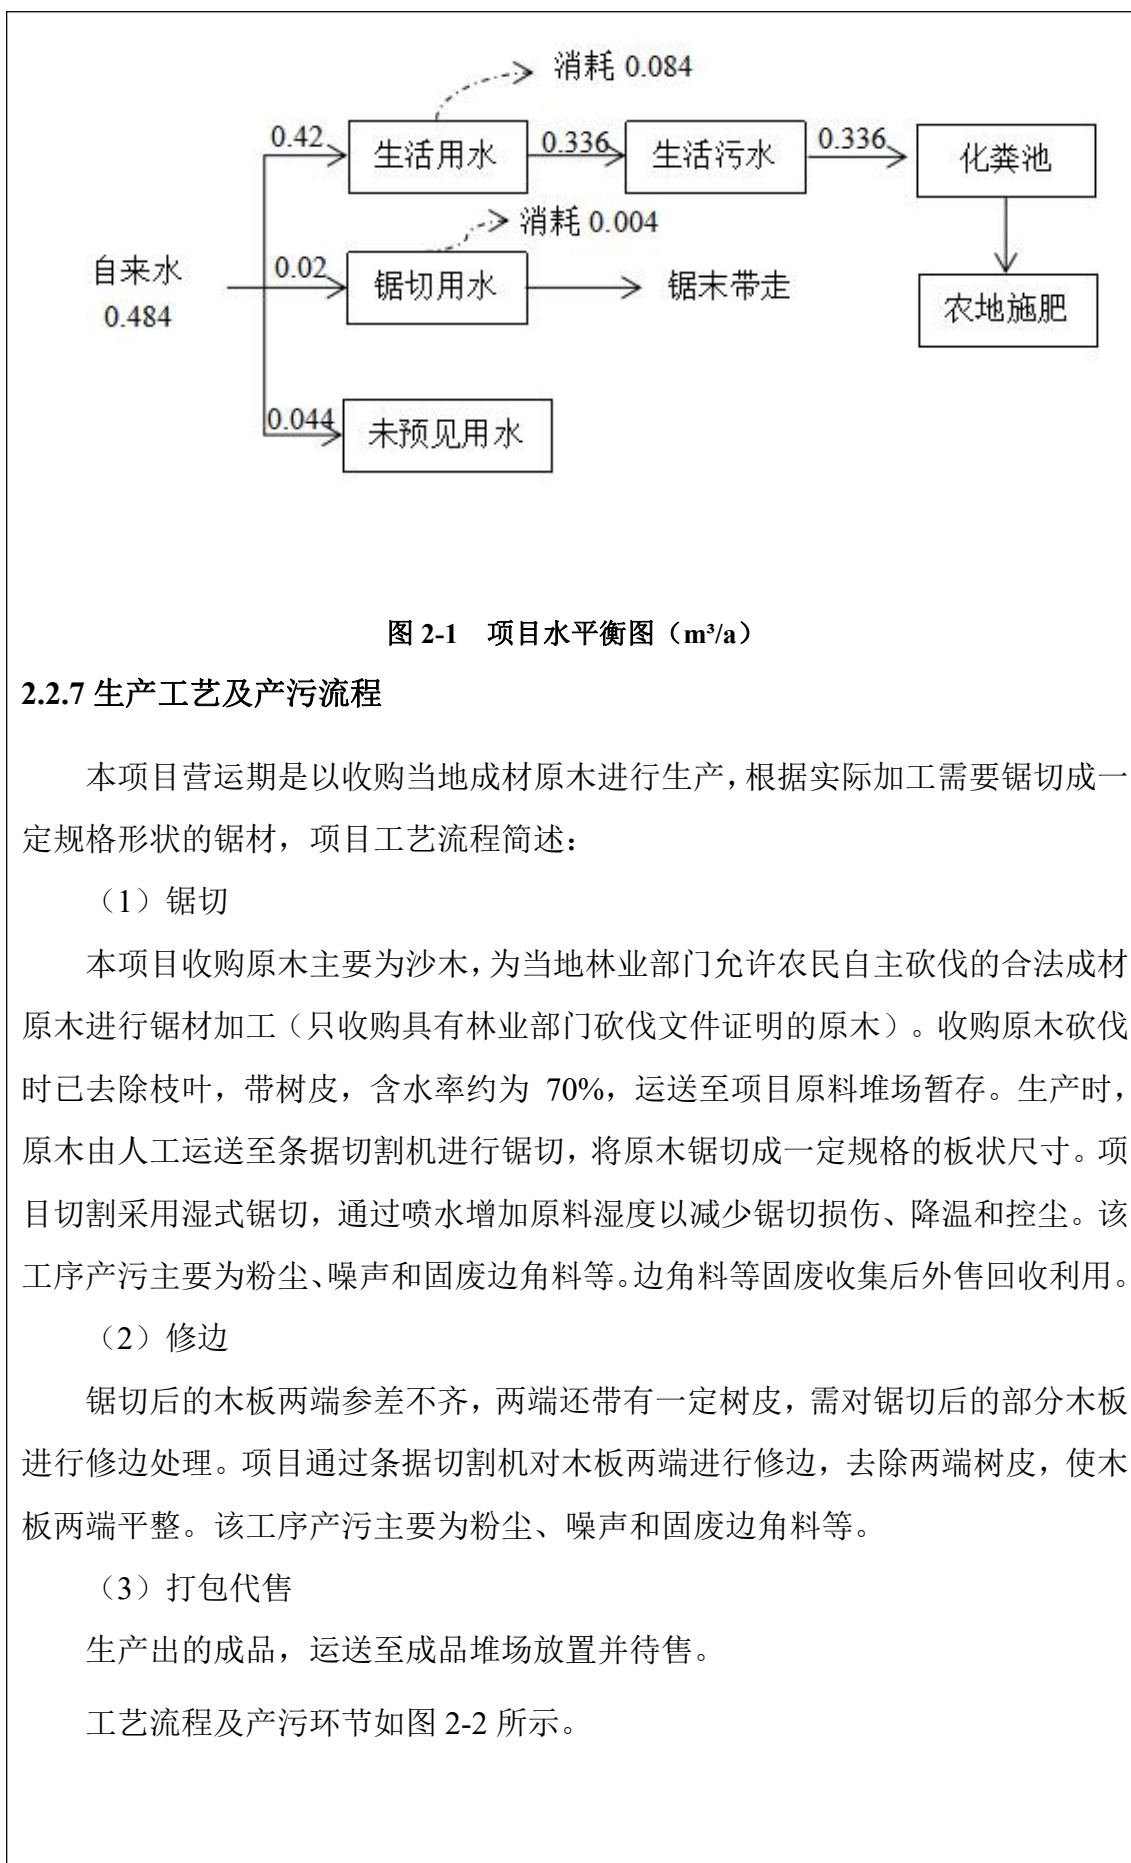 消耗 0.084
0.42 生活用水 0.336 生活污水 0.336 化粪池
消耗 0.004
自来水 0.02 锯切用水 锯末带走 农地施肥
0.484
0.044 未预见用水
图 2-1 项目水平衡图（m³/a）
2.2.7 生产工艺及产污流程
本项目营运期是以收购当地成材原木进行生产，根据实际加工需要锯切成一
定规格形状的锯材，项目工艺流程简述：
（1）锯切
本项目收购原木主要为沙木，为当地林业部门允许农民自主砍伐的合法成材
原木进行锯材加工（只收购具有林业部门砍伐文件证明的原木）。收购原木砍伐
时已去除枝叶，带树皮，含水率约为 70%，运送至项目原料堆场暂存。生产时，
原木由人工运送至条据切割机进行锯切，将原木锯切成一定规格的板状尺寸。项
目切割采用湿式锯切，通过喷水增加原料湿度以减少锯切损伤、降温和控尘。该
工序产污主要为粉尘、噪声和固废边角料等。边角料等固废收集后外售回收利用。
（2）修边
锯切后的木板两端参差不齐，两端还带有一定树皮，需对锯切后的部分木板
进行修边处理。项目通过条据切割机对木板两端进行修边，去除两端树皮，使木
板两端平整。该工序产污主要为粉尘、噪声和固废边角料等。
（3）打包代售
生产出的成品，运送至成品堆场放置并待售。
工艺流程及产污环节如图 2-2 所示。